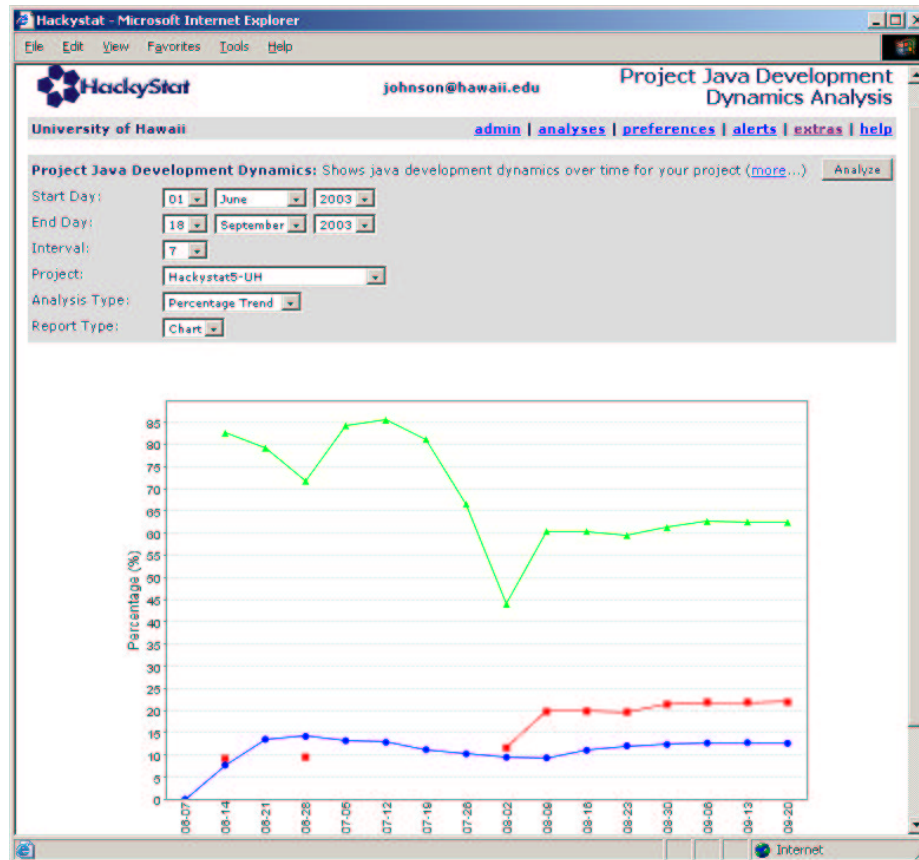 Hackystat - Microsoft Internet Explorer
File Edit View Favorites Tools Help
HackyStat
johnson@hawaii.edu
Project Java Development
Dynamics Analysis
University of Hawaii
admin | analyses | preferences | alerts | extras | help
Project Java Development Dynamics: Shows java development dynamics over time for your project (more...) Analyze
Start Day: 01 June 2003
End Day: 18 September 2003
Interval: 7
Project: Hackystat5-UH
Analysis Type: Percentage Trend
Report Type: Chart
85
80
75
70
65
60
55
50
45
40
35
30
25
20
15
10
5
0
Percentage (%)
06-07
06-14
06-21
06-28
07-05
07-12
07-19
07-26
08-02
08-09
08-16
08-23
08-30
09-06
09-13
09-20
Internet